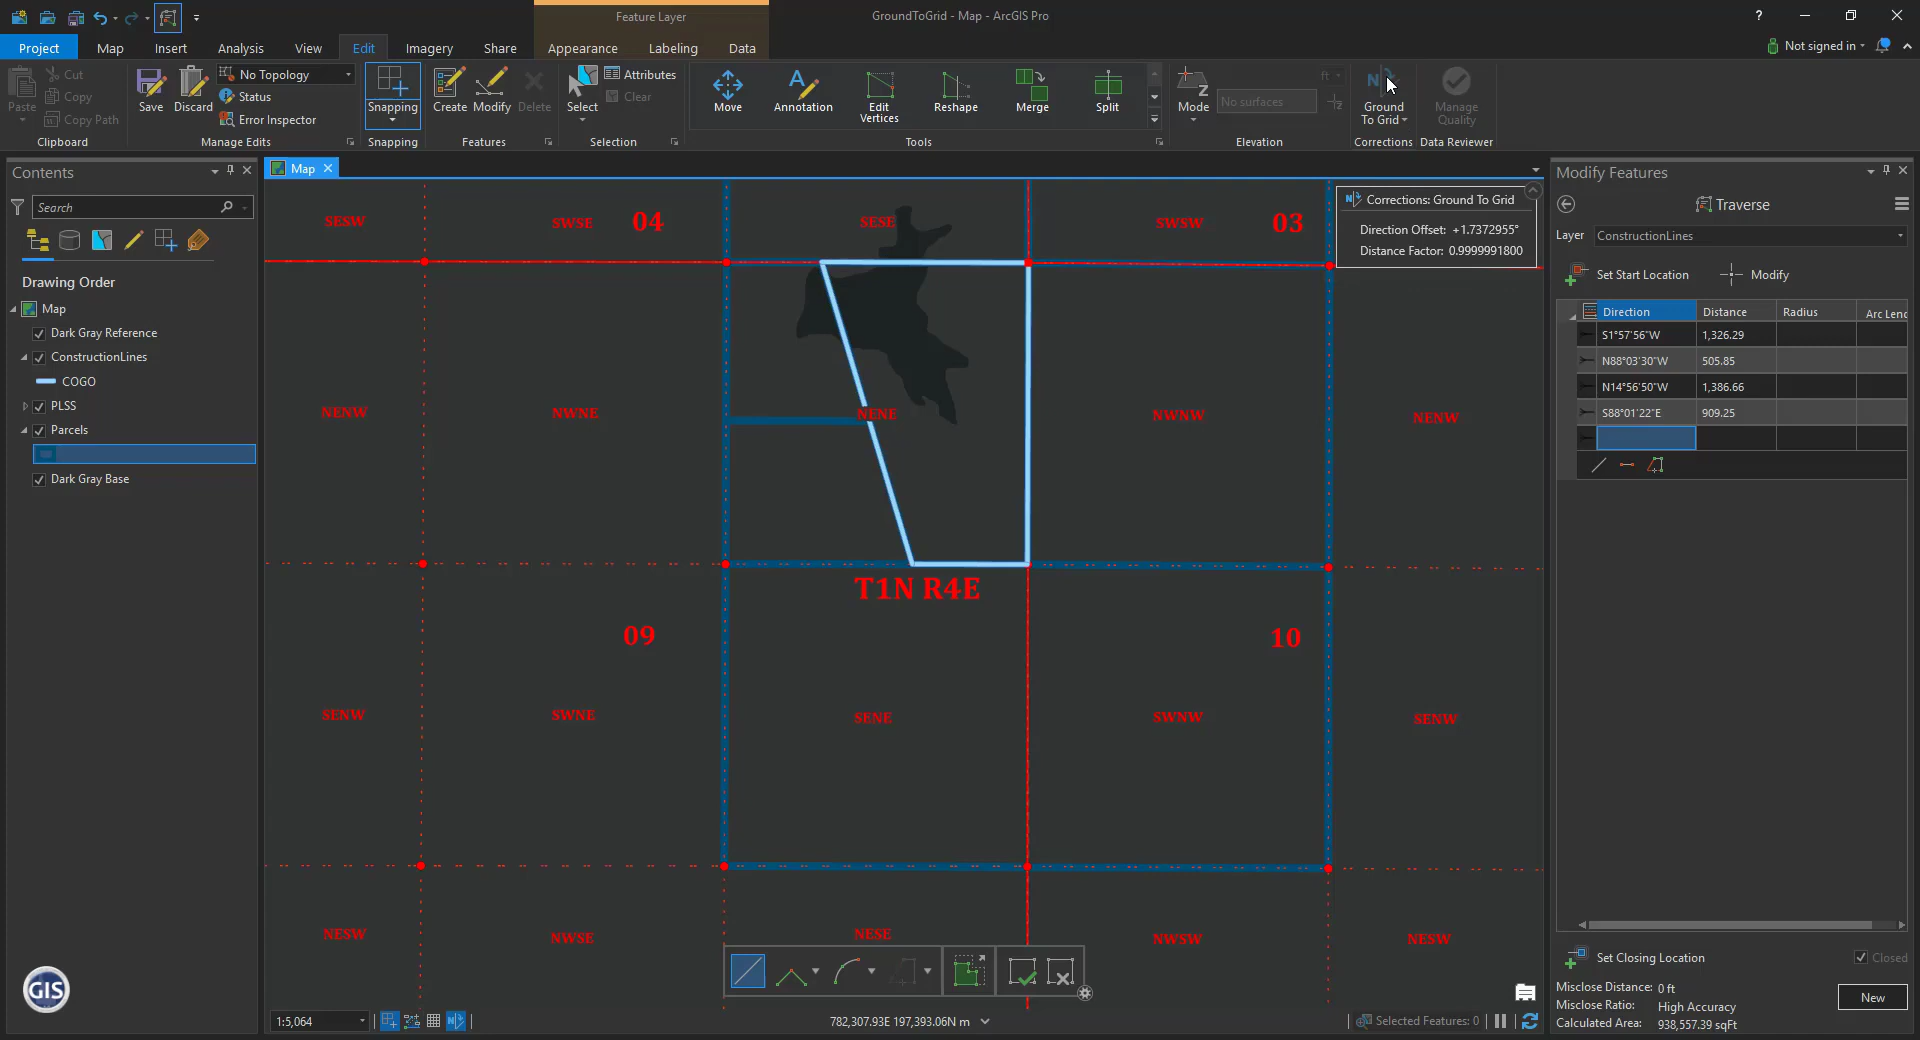 Feature Layer
GroundToGrid - Map - ArcGIS Pro
?
Project
Map
Insert
Analysis
View
Edit
Imagery
Share
Appearance
Labeling
Data
Not signed in
Paste
Cut
Copy
Copy Path
Clipboard
Save
Discard
No Topology
Status
Error Inspector
Manage Edits
Snapping
Snapping
Create
Modify
Delete
Features
Select
Attributes
Clear
Selection
Move
Annotation
Edit
Vertices
Reshape
Merge
Split
Tools
Mode
ft
No surfaces
Elevation
Ground
To Grid
Corrections
Manage
Quality
Data Reviewer
Contents
Search
Drawing Order
Map
Dark Gray Reference
ConstructionLines
COGO
PLSS
Parcels
Dark Gray Base
GIS
Map
SESW
SWSE
04
SESE
SWSW
03
Corrections: Ground To Grid
Direction Offset: +1.7372955°
Distance Factor: 0.9999991800
NENW
NWNE
NENE
NWNW
NENW
T1N R4E
09
10
SENW
SWNE
SENE
SWNW
SENW
NESW
NWSE
NESE
NWSW
NESW
1:5,064
782,307.93E 197,393.06N m
Selected Features: 0
Modify Features
Traverse
Layer ConstructionLines
Set Start Location
Modify
Direction Distance Radius Arc Leng
S1°57'56"W 1,326.29
N88°03'30"W 505.85
N14°56'50"W 1,386.66
S88°01'22"E 909.25
Set Closing Location
Closed
Misclose Distance: 0 ft
Misclose Ratio: High Accuracy
Calculated Area: 938,557.39 sqFt
New